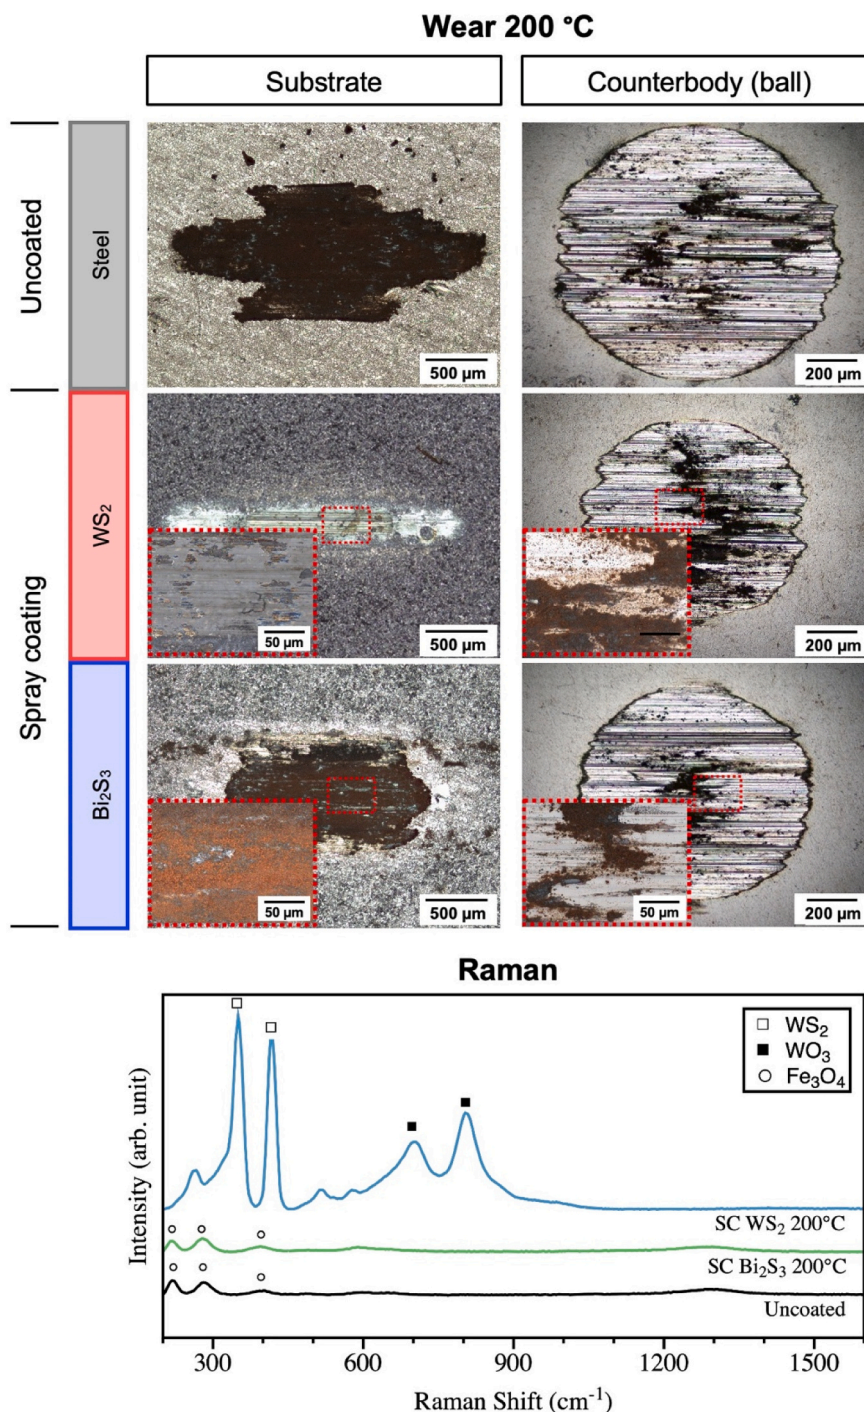 Wear 200 °C
Substrate
Counterbody (ball)
Uncoated
Steel
500 µm
200 µm
Spray coating
WS₂
50 µm
500 µm
200 µm
Bi₂S₃
50 µm
500 µm
50 µm
200 µm
Raman
Intensity (arb. unit)
WS₂
WO₃
Fe₃O₄
SC WS₂ 200°C
SC Bi₂S₃ 200°C
Uncoated
300
600
900
1200
1500
Raman Shift (cm⁻¹)